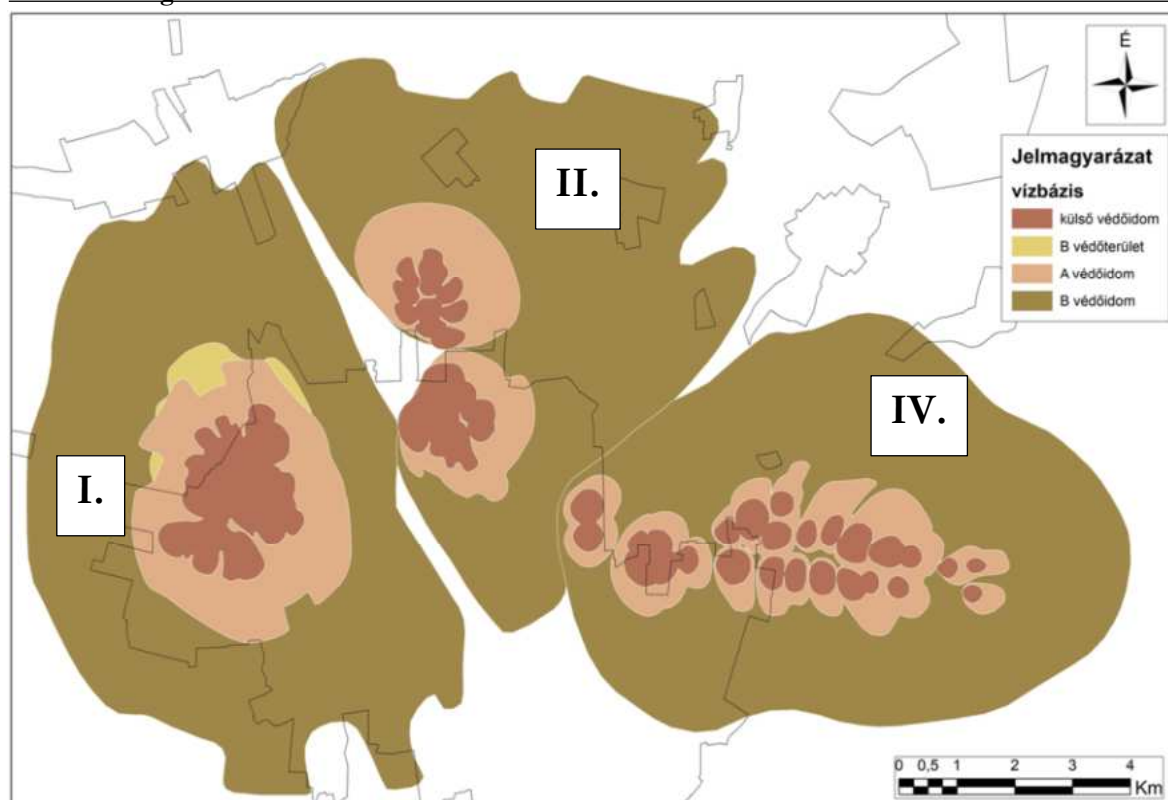 É
Jelmagyarázat
vízbázis
külső védőidom
B védőterület
A védőidom
B védőidom
II.
IV.
I.
0 0,5 1 2 3 4
Km